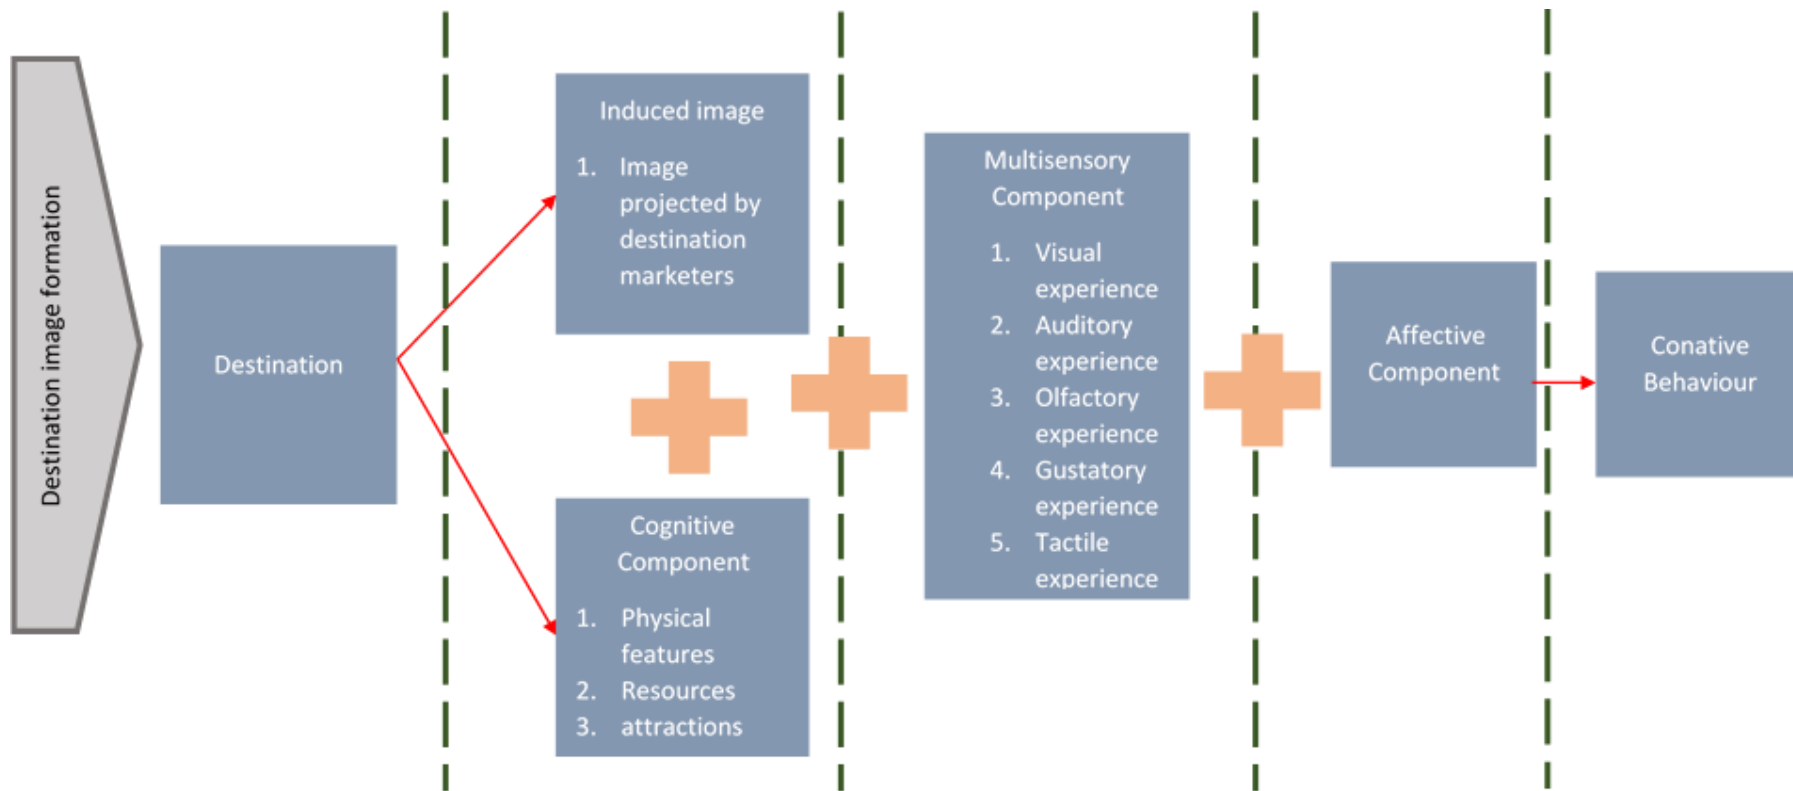 Destination image formation
Destination
Induced image
1. Image
projected by
destination
marketers
Cognitive
Component
1. Physical
features
2. Resources
3. attractions
Multisensory
Component
1. Visual
experience
2. Auditory
experience
3. Olfactory
experience
4. Gustatory
experience
5. Tactile
experience
Affective
Component
Conative
Behaviour